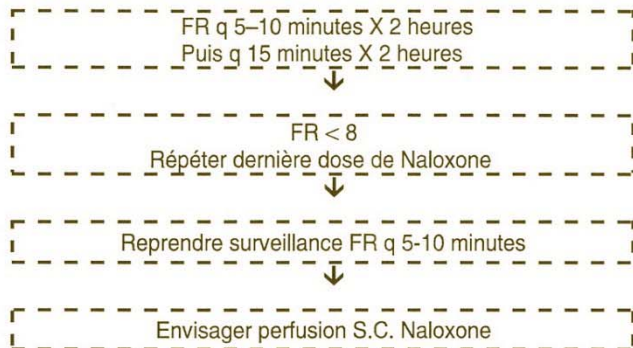 FR q 5–10 minutes X 2 heures
Puis q 15 minutes X 2 heures
FR < 8
Répéter dernière dose de Naloxone
Reprendre surveillance FR q 5-10 minutes
Envisager perfusion S.C. Naloxone